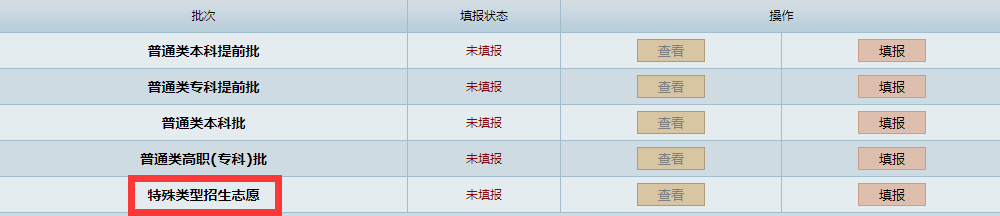 批次 填报状态 操作
普通类本科提前批 未填报 查看 填报
普通类专科提前批 未填报 查看 填报
普通类本科批 未填报 查看 填报
普通类高职(专科)批 未填报 查看 填报
特殊类型招生志愿 未填报 查看 填报